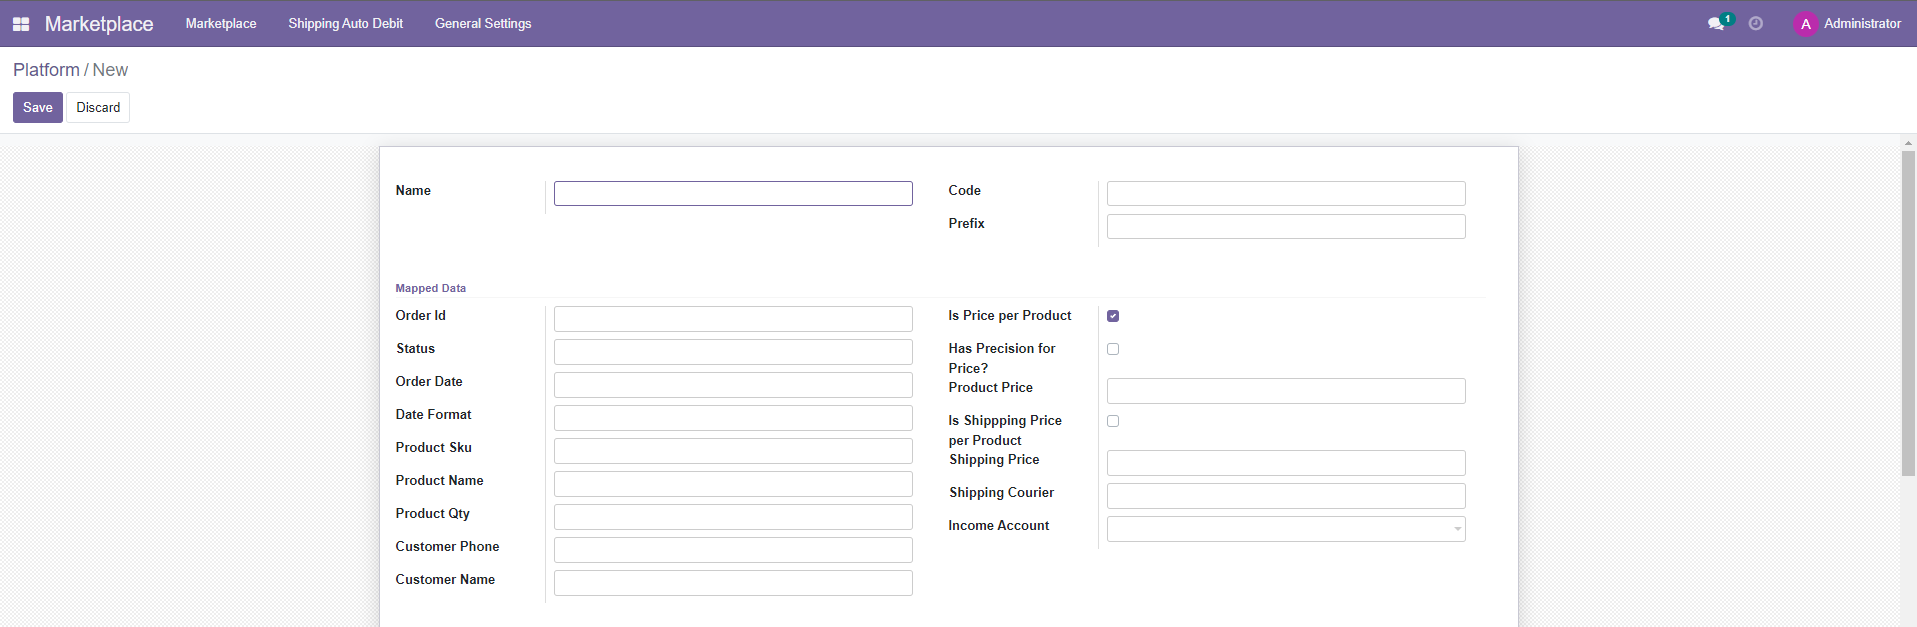 Marketplace Marketplace Shipping Auto Debit General Settings 1 A Administrator
Platform / New
Save Discard
Name
Code
Prefix
Mapped Data
Order Id
Status
Order Date
Date Format
Product Sku
Product Name
Product Qty
Customer Phone
Customer Name
Is Price per Product
Has Precision for
Price?
Product Price
Is Shippping Price
per Product
Shipping Price
Shipping Courier
Income Account